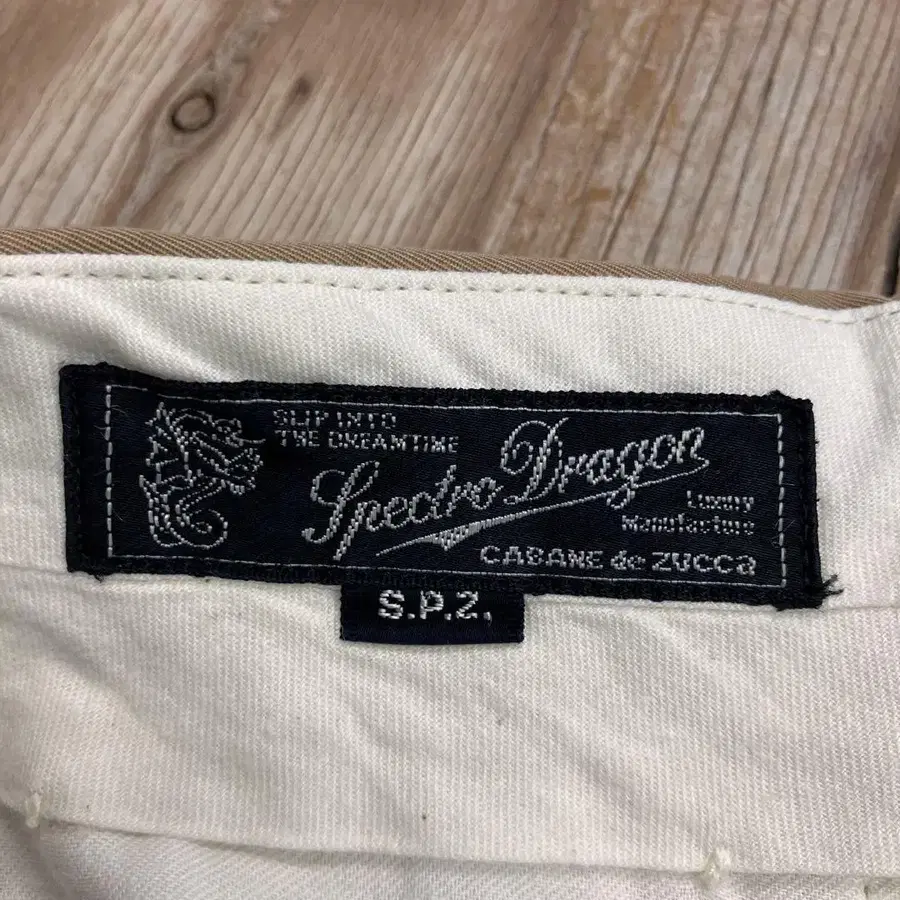 SLIP INTO
THE DREAMTIME
Spectro Dragon
Luxury
Manufacture
CABANE de ZUCCa
S.P.Z.